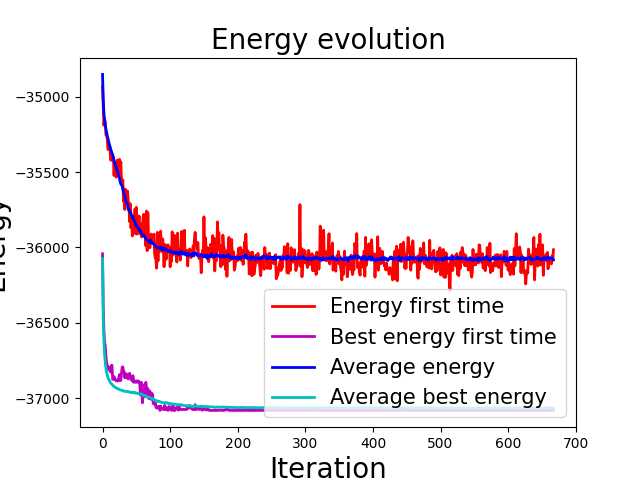 Energy evolution
Energy
−35000
−35500
−36000
−36500
−37000
Energy first time
Best energy first time
Average energy
Average best energy
0 100 200 300 400 500 600 700
Iteration